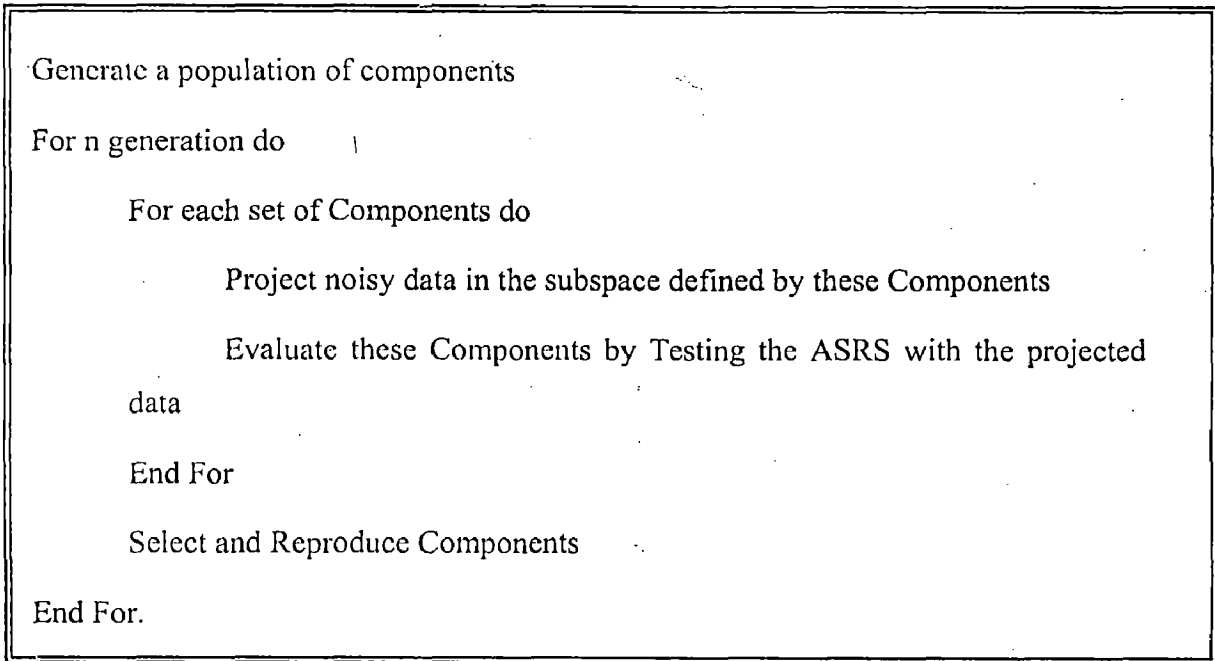 Generate a population of components
For n generation do
For each set of Components do
Project noisy data in the subspace defined by these Components
Evaluate these Components by Testing the ASRS with the projected
data
End For
Select and Reproduce Components
End For.